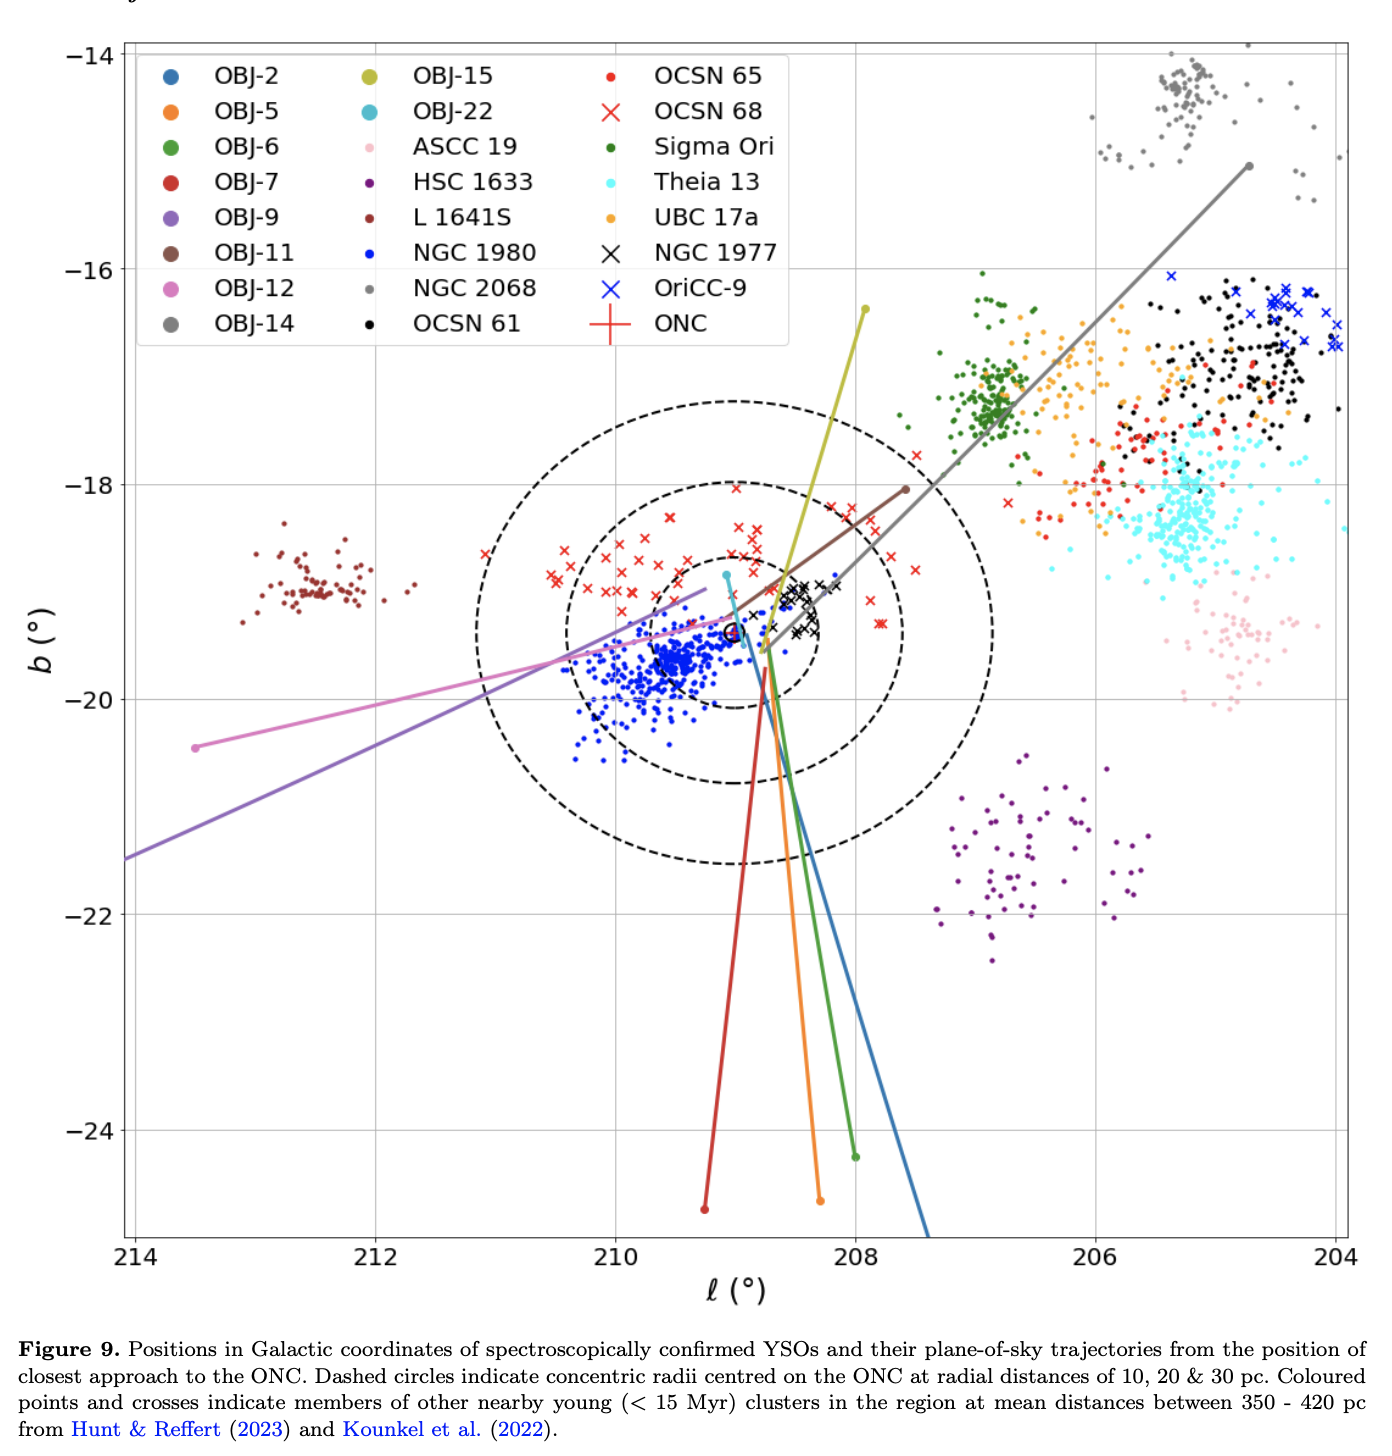 −14
−16
−18
−20
−22
−24
b (°)
OBJ-2
OBJ-5
OBJ-6
OBJ-7
OBJ-9
OBJ-11
OBJ-12
OBJ-14
OBJ-15
OBJ-22
ASCC 19
HSC 1633
L 1641S
NGC 1980
NGC 2068
OCSN 61
OCSN 65
OCSN 68
Sigma Ori
Theia 13
UBC 17a
NGC 1977
OriCC-9
ONC
214 212 210 208 206 204
ℓ (°)
Figure 9. Positions in Galactic coordinates of spectroscopically confirmed YSOs and their plane-of-sky trajectories from the position of
closest approach to the ONC. Dashed circles indicate concentric radii centred on the ONC at radial distances of 10, 20 & 30 pc. Coloured
points and crosses indicate members of other nearby young (< 15 Myr) clusters in the region at mean distances between 350 - 420 pc
from Hunt & Reffert (2023) and Kounkel et al. (2022).